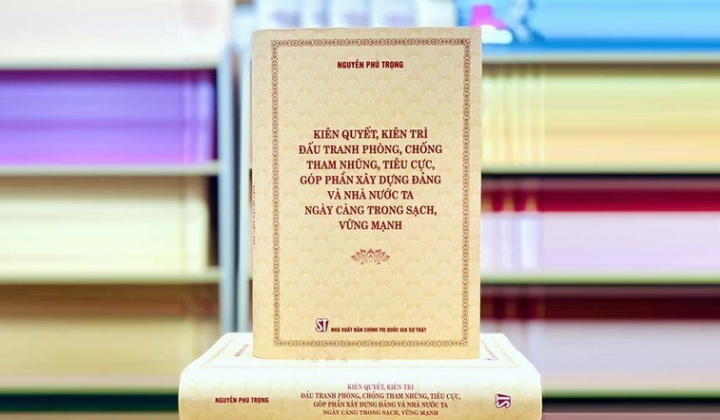 NGUYỄN PHÚ TRỌNG
KIÊN QUYẾT, KIÊN TRÌ
ĐẤU TRANH PHÒNG, CHỐNG
THAM NHŨNG, TIÊU CỰC,
GÓP PHẦN XÂY DỰNG ĐẢNG
VÀ NHÀ NƯỚC TA
NGÀY CÀNG TRONG SẠCH,
VỮNG MẠNH
ST NHÀ XUẤT BẢN CHÍNH TRỊ QUỐC GIA SỰ THẬT
KIÊN QUYẾT, KIÊN TRÌ
NGUYỄN PHÚ TRỌNG ĐẤU TRANH PHÒNG, CHỐNG THAM NHŨNG, TIÊU CỰC, ST
GÓP PHẦN XÂY DỰNG ĐẢNG VÀ NHÀ NƯỚC TA
NGÀY CÀNG TRONG SẠCH, VỮNG MẠNH